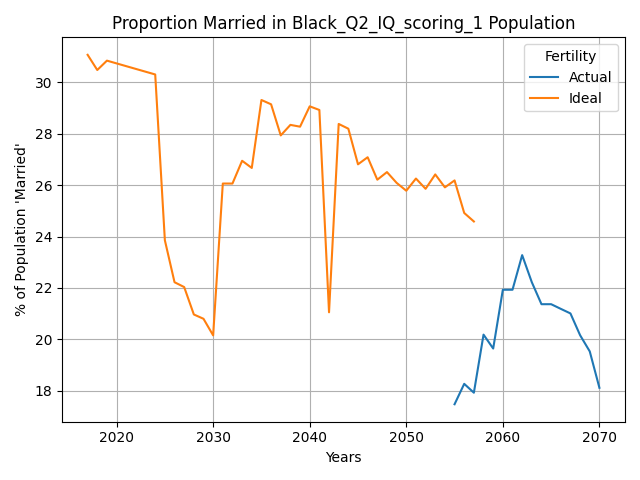 Proportion Married in Black_Q2_IQ_scoring_1 Population
Fertility
Actual
Ideal
% of Population 'Married'
30
28
26
24
22
20
18
2020
2030
2040
2050
2060
2070
Years